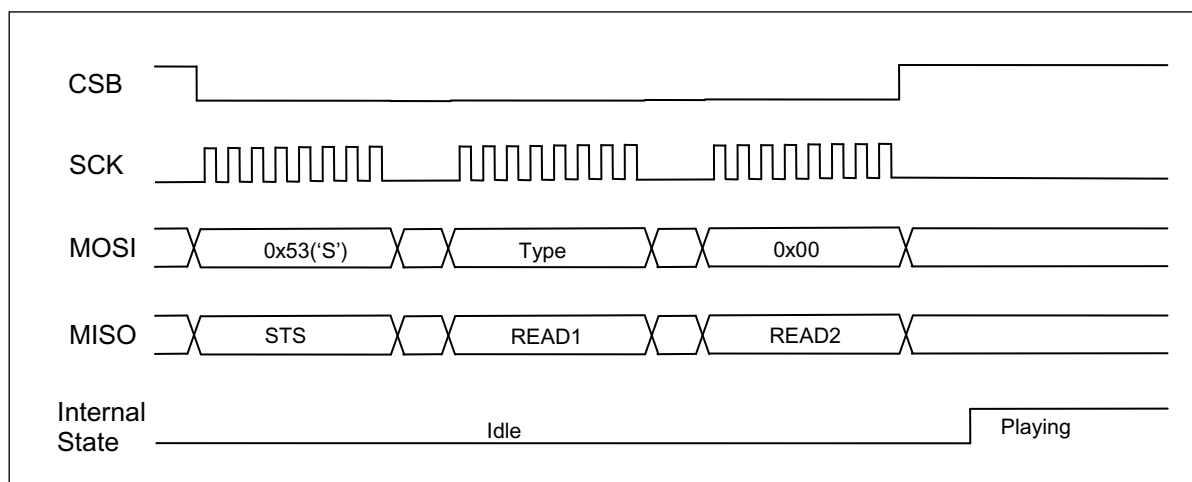 CSB
SCK
MOSI 0x53(‘S’) Type 0x00
MISO STS READ1 READ2
Internal
State Idle Playing